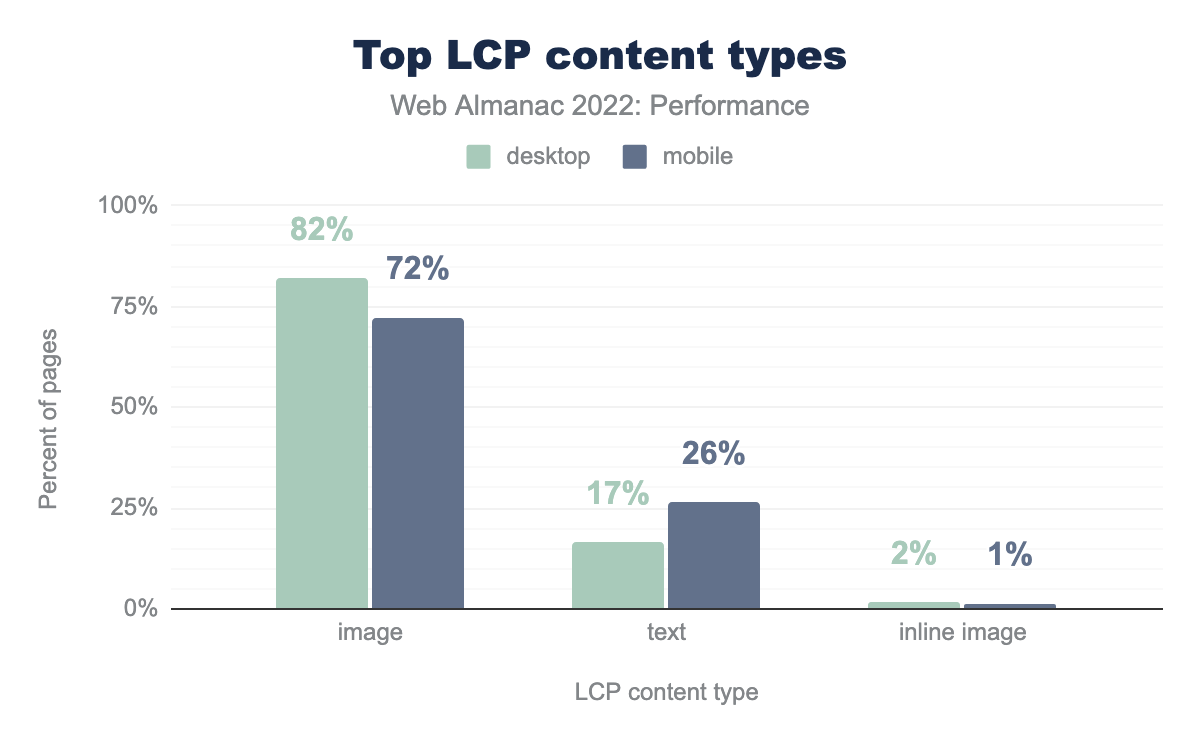 Top LCP content types
Web Almanac 2022: Performance
desktop
mobile
Percent of pages
100%
75%
50%
25%
0%
82%
72%
17%
26%
2%
1%
image
text
inline image
LCP content type